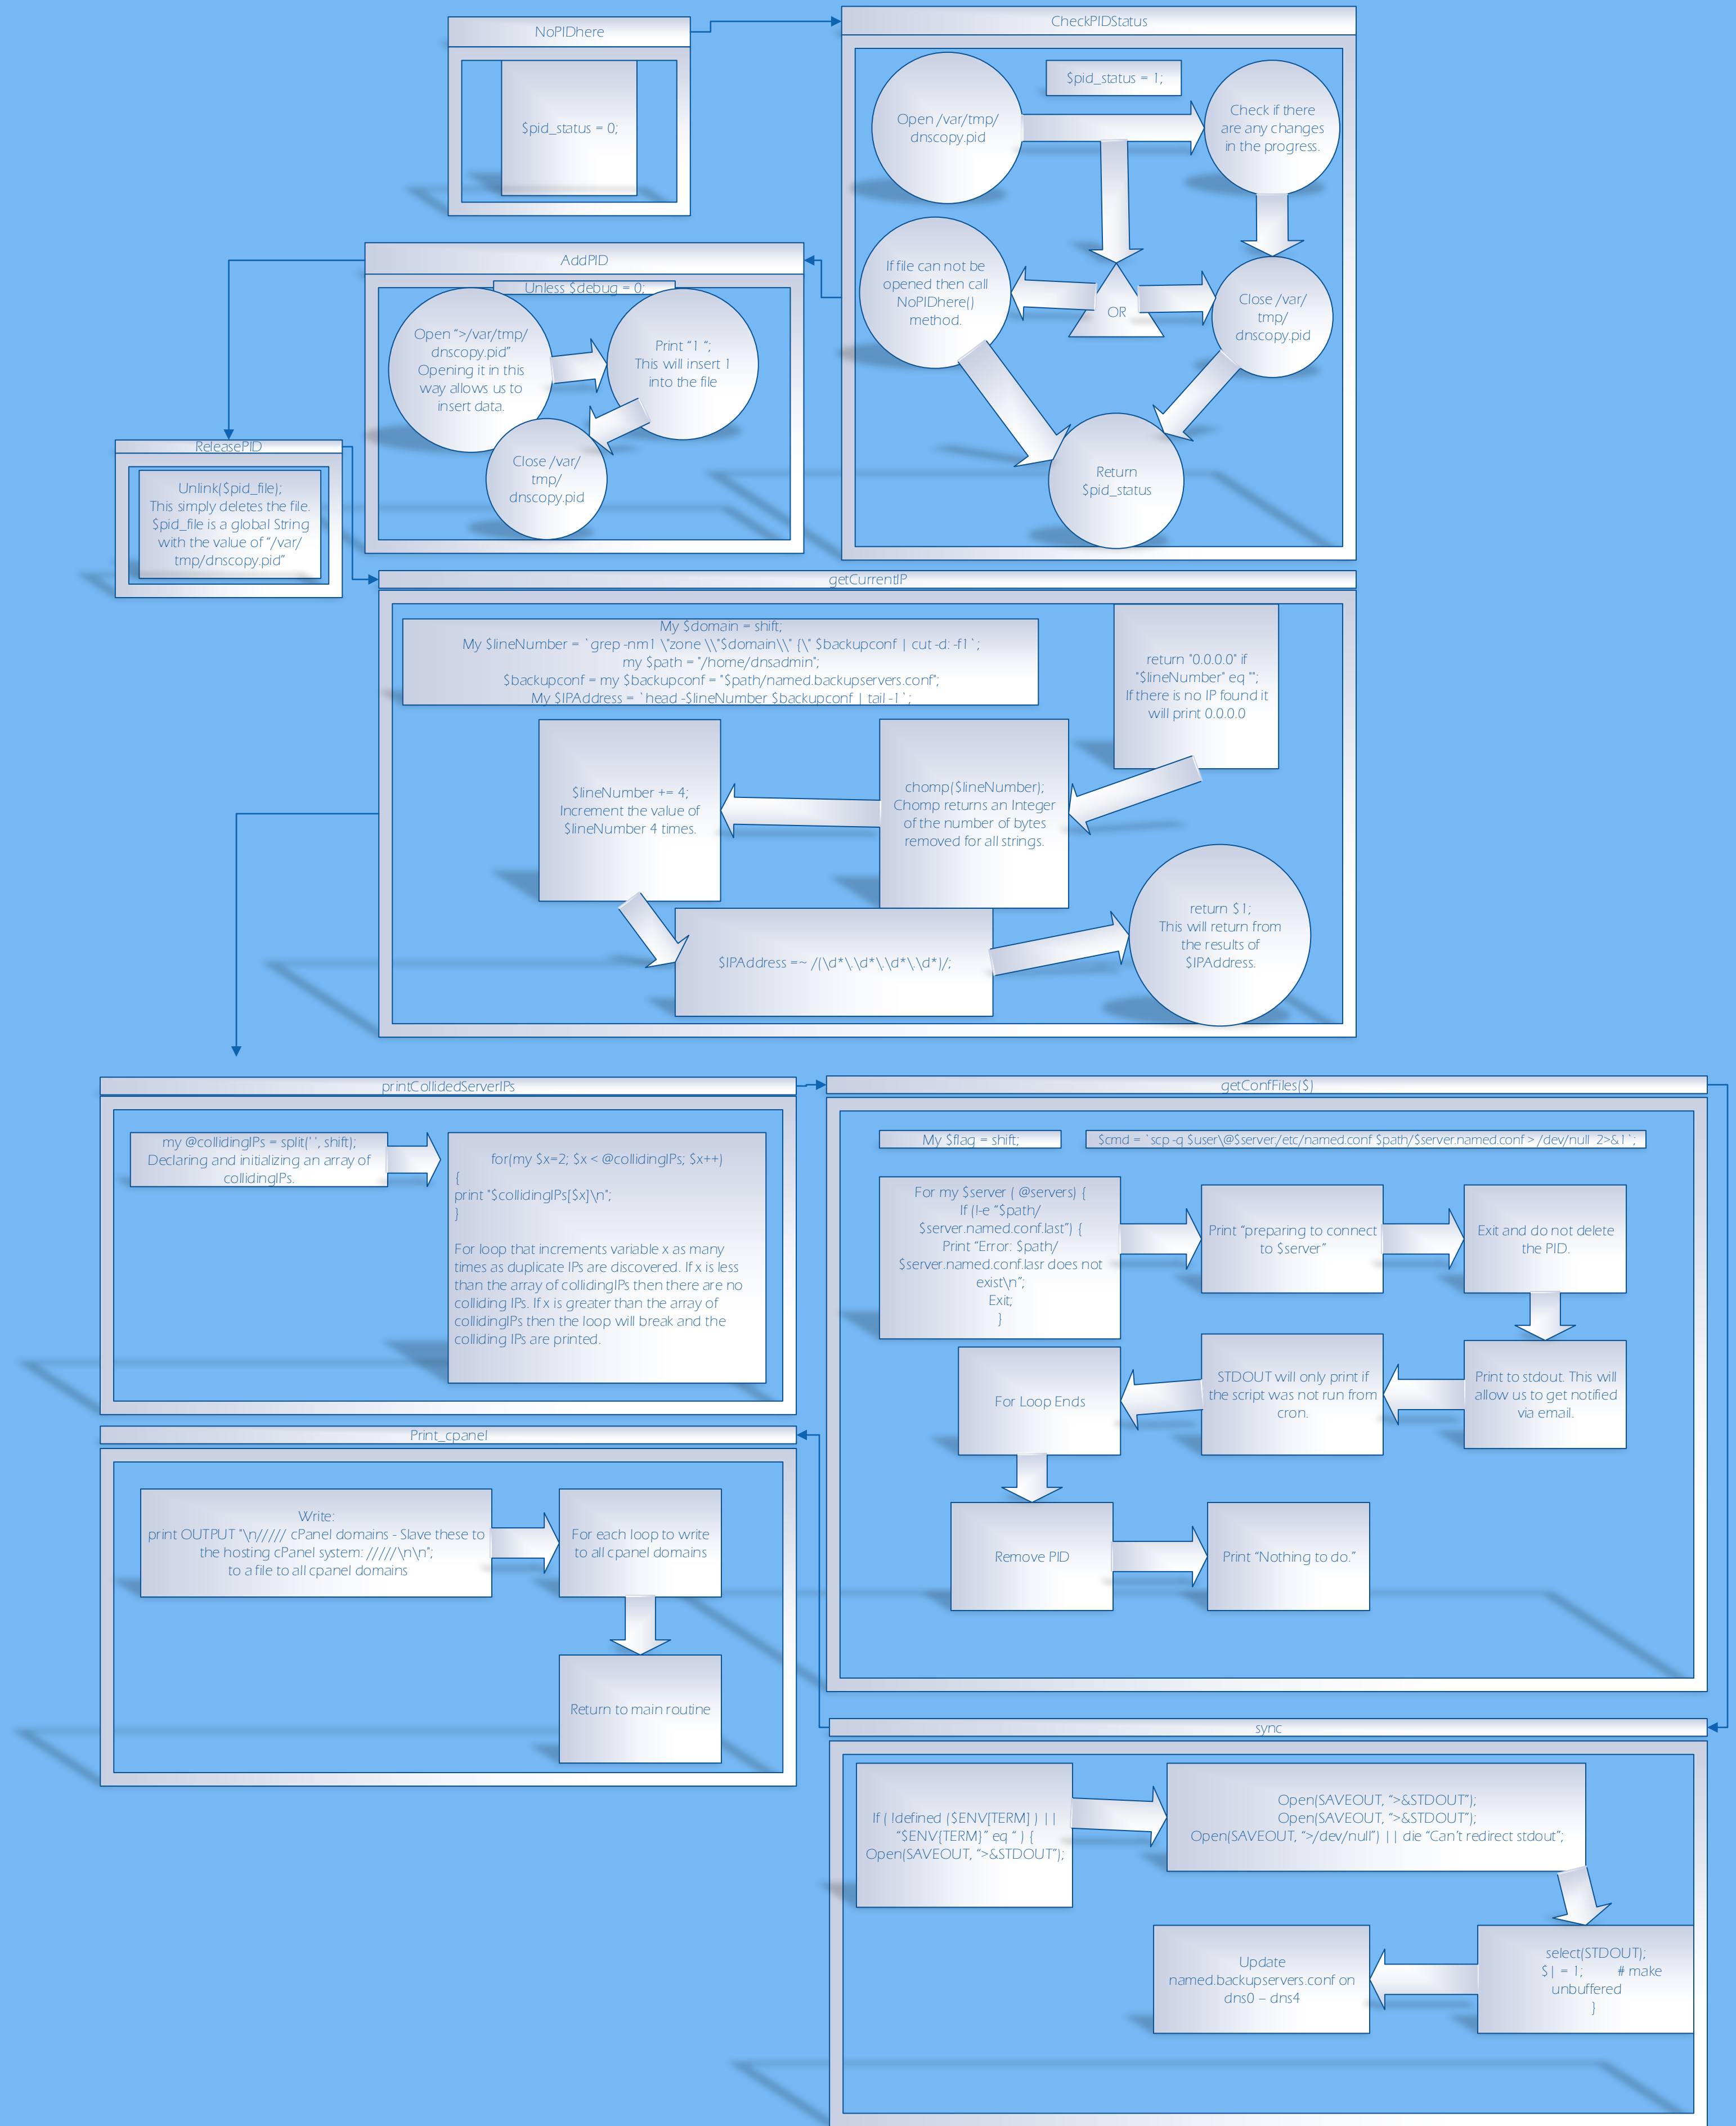 NoPIDhere
$pid_status = 0;
CheckPIDStatus
$pid_status = 1;
Open /var/tmp/
dnscopy.pid
Check if there
are any changes
in the progress.
If file can not be
opened then call
NoPIDhere()
method.
OR
Close /var/
tmp/
dnscopy.pid
Return
$pid_status
AddPID
Unless $debug = 0;
Open “>/var/tmp/
dnscopy.pid”
Opening it in this
way allows us to
insert data.
Print “1 “;
This will insert 1
into the file
Close /var/
tmp/
dnscopy.pid
ReleasePID
Unlink($pid_file);
This simply deletes the file.
$pid_file is a global String
with the value of “/var/
tmp/dnscopy.pid”
getCurrentIP
My $domain = shift;
My $lineNumber = `grep -nm1 \"zone \\"$domain\\" {\" $backupconf | cut -d: -f1`;
my $path = "/home/dnsadmin";
$backupconf = my $backupconf = "$path/named.backupservers.conf";
My $IPAddress = `head -$lineNumber $backupconf | tail -1`;
return "0.0.0.0" if
"$lineNumber" eq "";
If there is no IP found it
will print 0.0.0.0
chomp($lineNumber);
Chomp returns an Integer
of the number of bytes
removed for all strings.
$lineNumber += 4;
Increment the value of
$lineNumber 4 times.
$IPAddress =~ /(\d*\.\d*\.\d*\.\d*)/;
return $1;
This will return from
the results of
$IPAddress.
printCollidedServerIPs
my @collidingIPs = split(' ', shift);
Declaring and initializing an array of
collidingIPs.
for(my $x=2; $x < @collidingIPs; $x++)
{
print "$collidingIPs[$x]\n";
}
For loop that increments variable x as many
times as duplicate IPs are discovered. If x is less
than the array of collidingIPs then there are no
colliding IPs. If x is greater than the array of
collidingIPs then the loop will break and the
colliding IPs are printed.
getConfFiles($)
My $flag = shift;
$cmd = `scp -q $user\@$server:/etc/named.conf $path/$server.named.conf > /dev/null 2>&1`;
For my $server ( @servers) {
If (!-e “$path/
$server.named.conf.last”) {
Print “Error: $path/
$server.named.conf.lasr does not
exist\n”;
Exit;
}
Print “preparing to connect
to $server”
Exit and do not delete
the PID.
Print to stdout. This will
allow us to get notified
via email.
STDOUT will only print if
the script was not run from
cron.
For Loop Ends
Remove PID
Print “Nothing to do.”
Print_cpanel
Write:
print OUTPUT "\n///// cPanel domains - Slave these to
the hosting cPanel system: /////\n\n";
to a file to all cpanel domains
For each loop to write
to all cpanel domains
Return to main routine
sync
If ( !defined ($ENV[TERM] ) ||
“$ENV{TERM}” eq “ ) {
Open(SAVEOUT, “>&STDOUT”);
Open(SAVEOUT, “>&STDOUT”);
Open(SAVEOUT, “>&STDOUT”);
Open(SAVEOUT, “>/dev/null”) || die “Can’t redirect stdout”;
select(STDOUT);
$| = 1; # make
unbuffered
}
Update
named.backupservers.conf on
dns0 – dns4